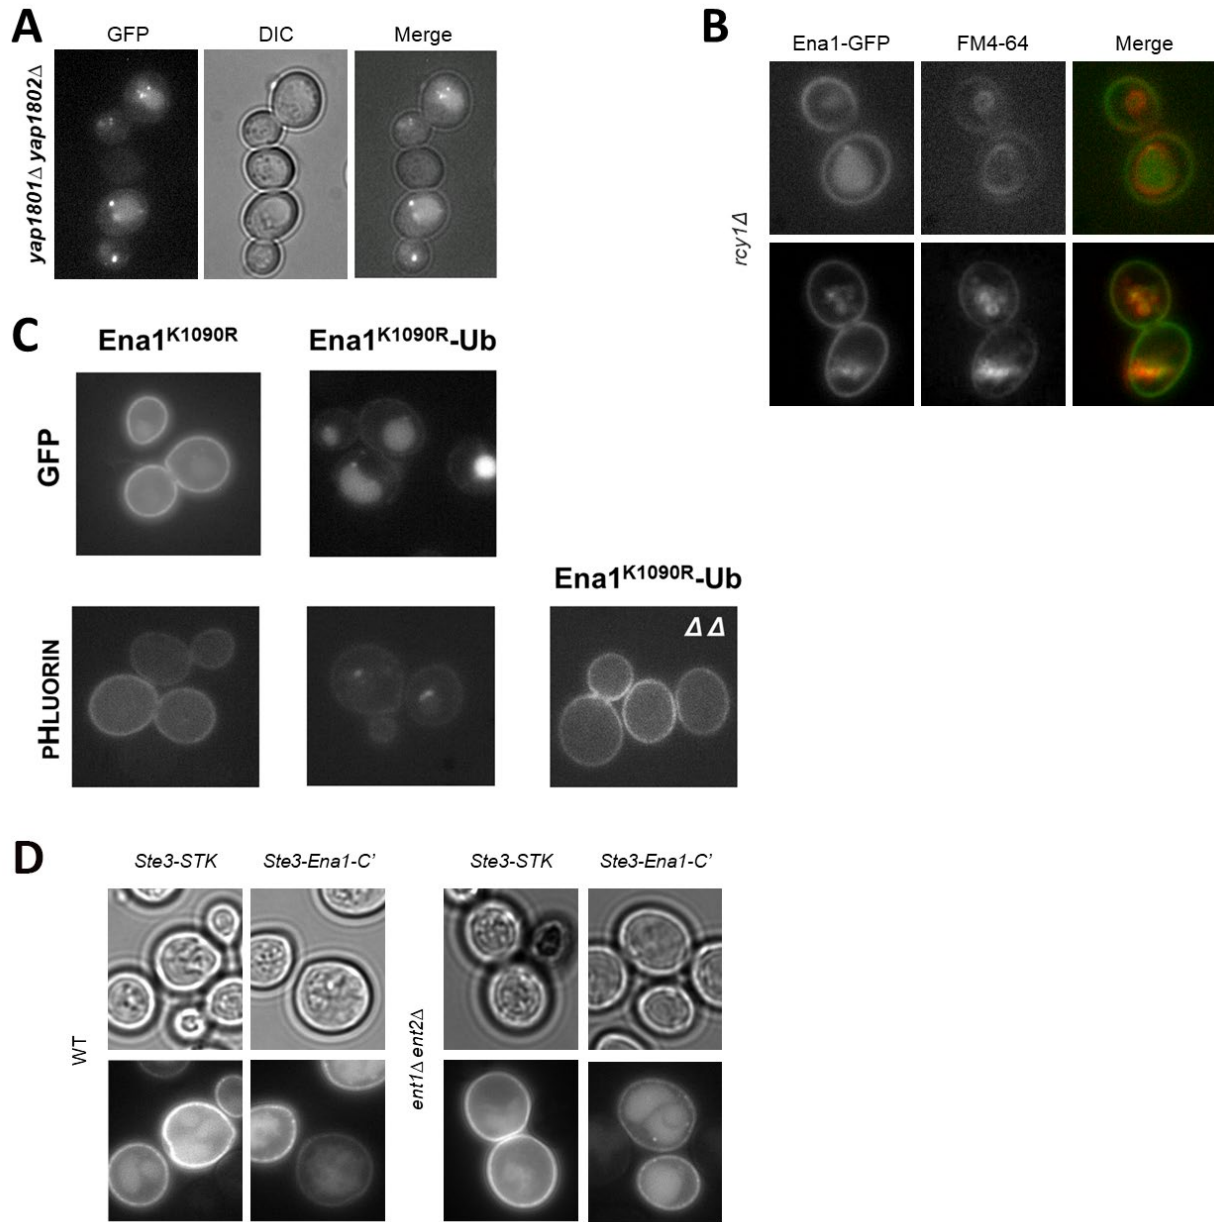 A
GFP DIC Merge
yap1801Δ yap1802Δ
B
Ena1-GFP FM4-64 Merge
rcy1Δ
C
Ena1K1090R Ena1K1090R-Ub
GFP
Ena1K1090R-Ub
PHLUORIN
Δ Δ
D
Ste3-STK Ste3-Ena1-C' Ste3-STK Ste3-Ena1-C'
WT
ent1Δ ent2Δ